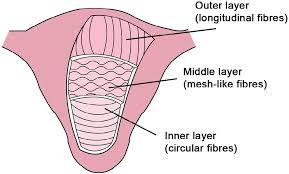 Outer layer
(longitudinal fibres)
Middle layer
(mesh-like fibres)
Inner layer
(circular fibres)